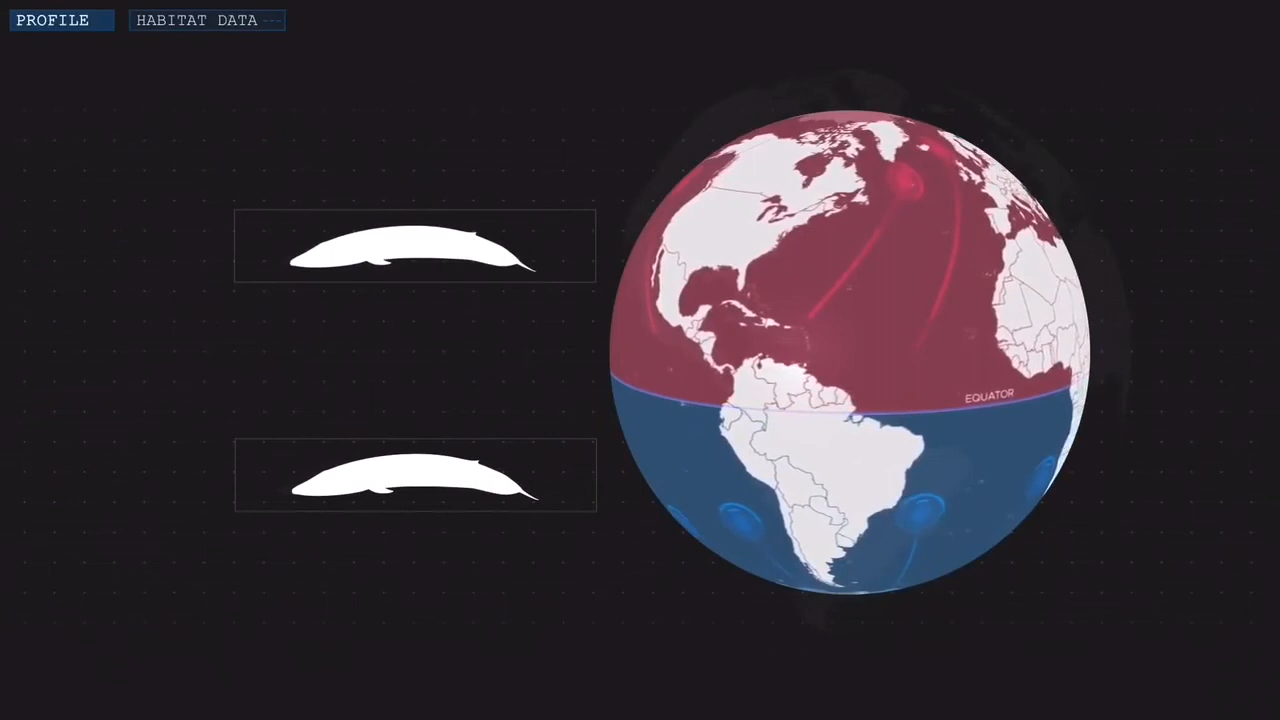 PROFILE
HABITAT DATA ---
EQUATOR